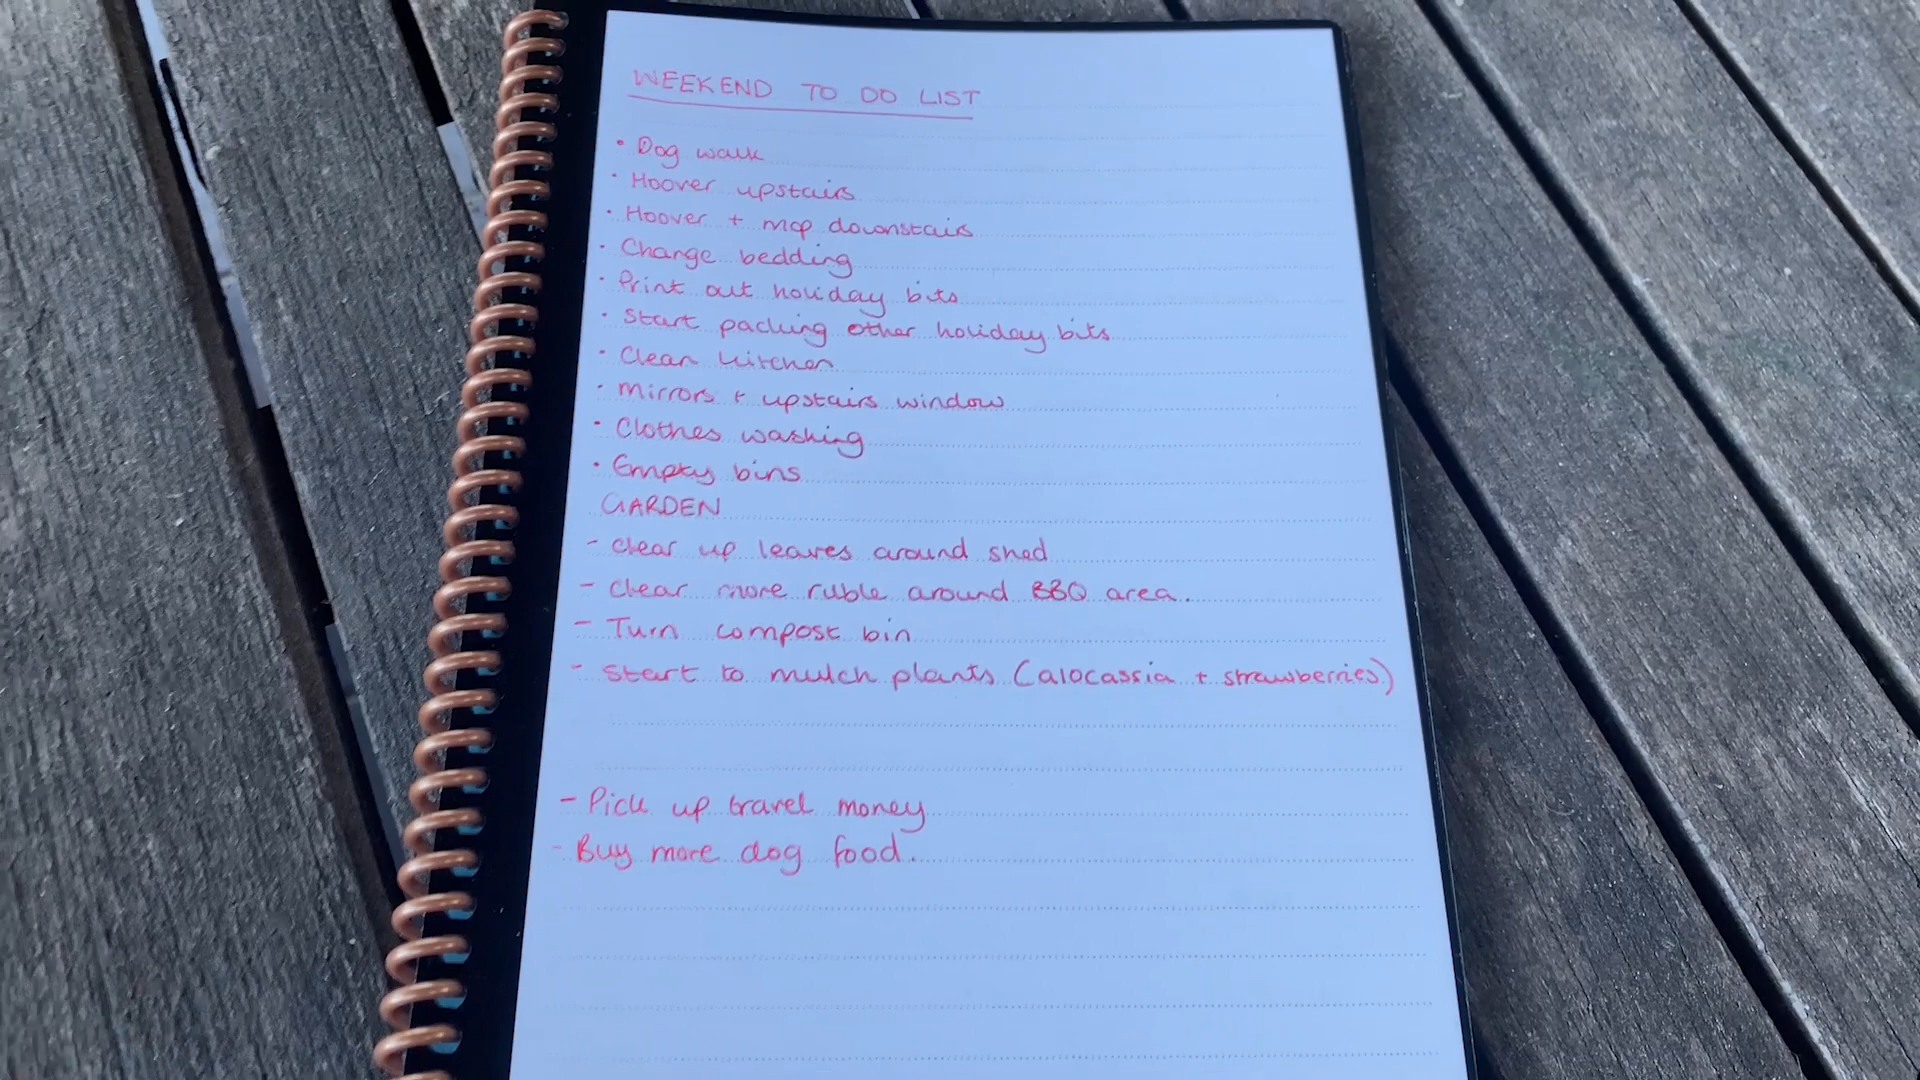 WEEKEND TO DO LIST
• Dog walk
• Hoover upstairs
• Hoover + mop downstairs
• Change bedding
• Print out holiday bits
• Start packing other holiday bits
• Clean kitchen
• Mirrors + upstairs window
• Clothes washing
• Empty bins
GARDEN
- Clear up leaves around shed
- Clear more ruble around BBQ area.
- Turn compost bin
- Start to mulch plants (alocassia + strawberries)
- Pick up travel money
- Buy more dog food.